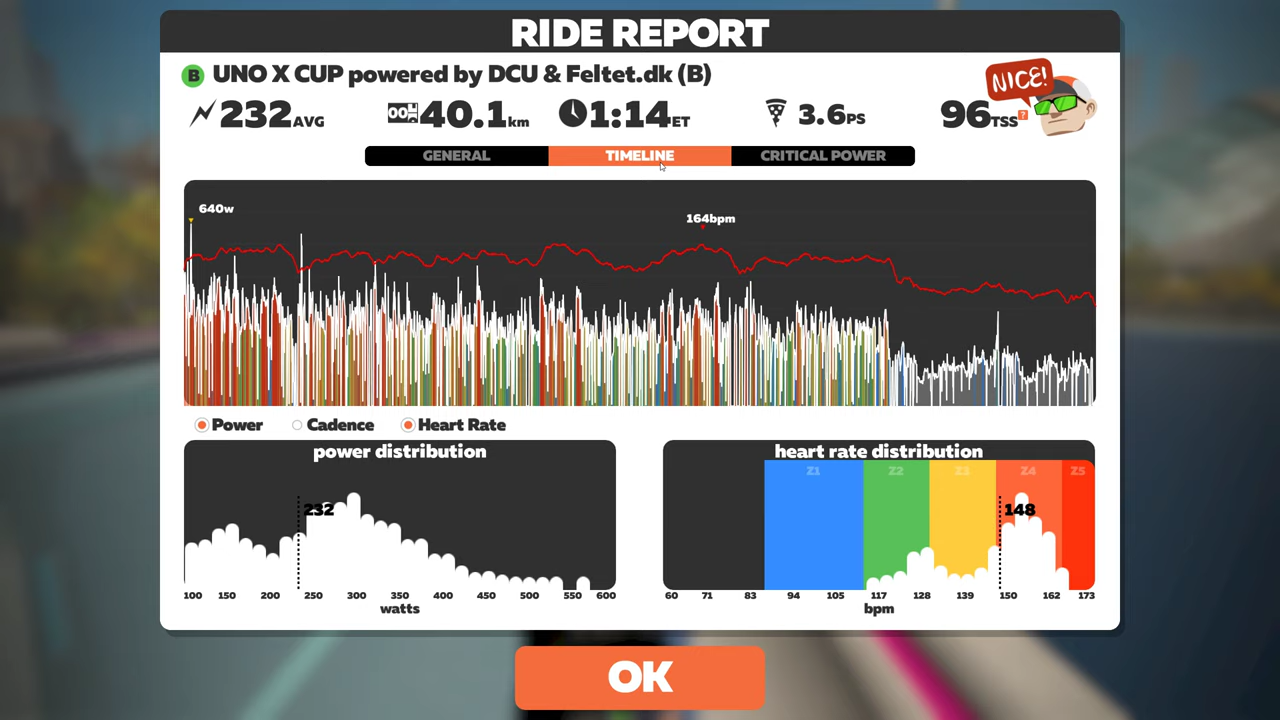 RIDE REPORT
B UNO X CUP powered by DCU & Feltet.dk (B)
NICE!
232AVG 40.1km 1:14ET 3.6PS 96TSS?
GENERAL TIMELINE CRITICAL POWER
640w
164bpm
Power Cadence Heart Rate
power distribution
232
100 150 200 250 300 350 400 450 500 550 600
watts
heart rate distribution
Z1 Z2 Z3 Z4 Z5
148
60 71 83 94 105 117 128 139 150 162 173
bpm
OK